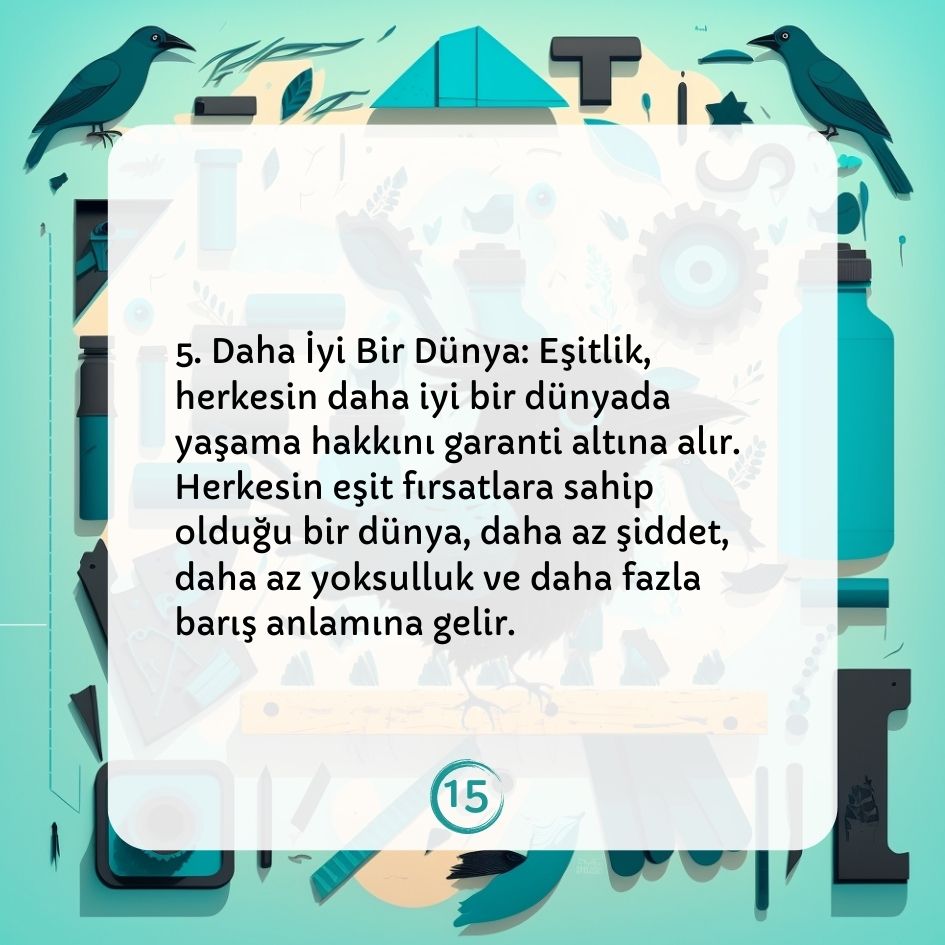 5. Daha İyi Bir Dünya: Eşitlik,
herkesin daha iyi bir dünyada
yaşama hakkını garanti altına alır.
Herkesin eşit fırsatlara sahip
olduğu bir dünya, daha az şiddet,
daha az yoksulluk ve daha fazla
barış anlamına gelir.
15